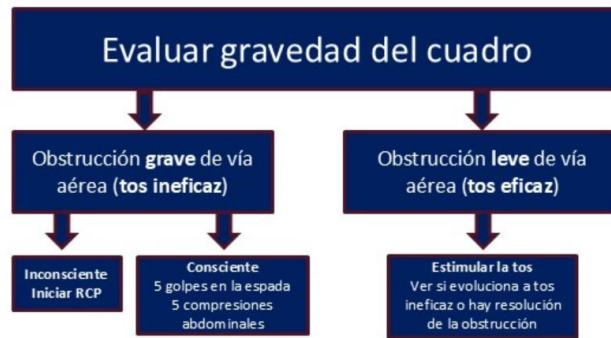 Evaluar gravedad del cuadro
Obstrucción grave de vía
aérea (tos ineficaz)
Obstrucción leve de vía
aérea (tos eficaz)
Inconsciente
Iniciar RCP
Consciente
5 golpes en la espada
5 compresiones
abdominales
Estimular la tos
Ver si evoluciona a tos
ineficaz o hay resolución
de la obstrucción